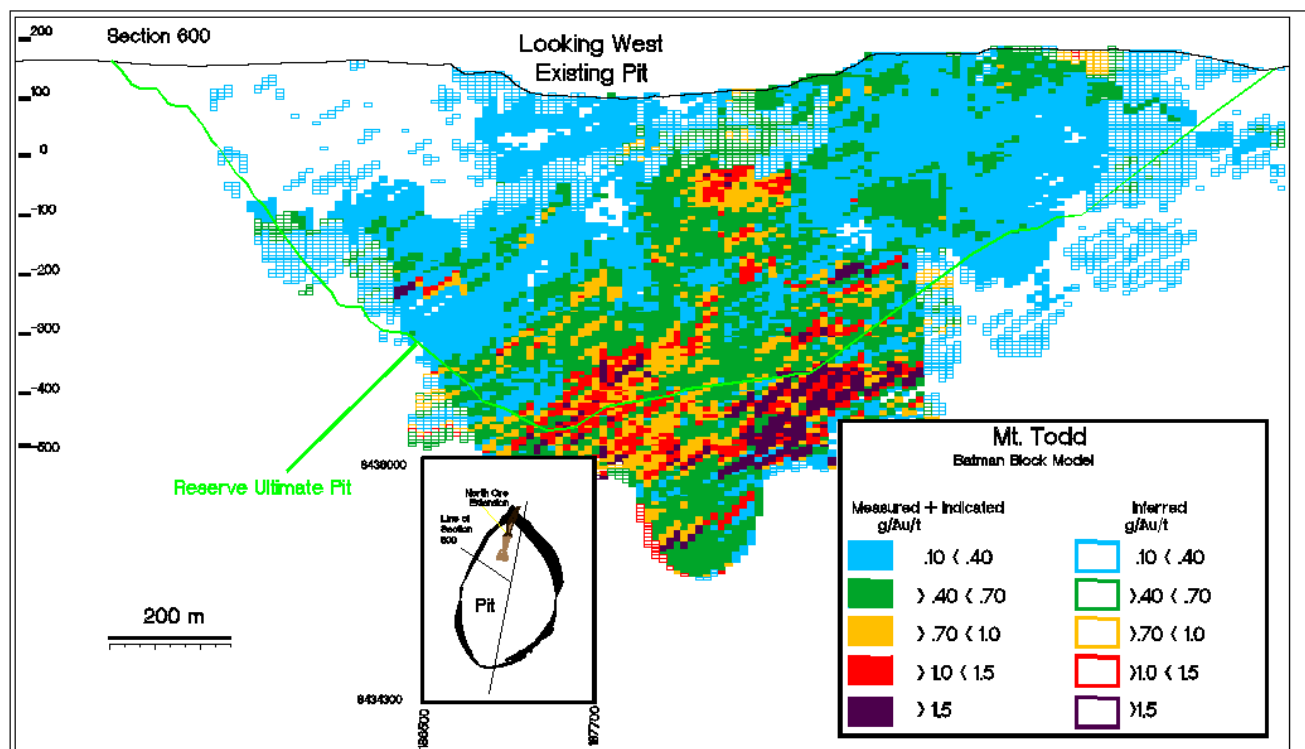 Section 600
Looking West
Existing Pit
200
100
0
-100
-200
-300
-400
-500
Reserve Ultimate Pit
200 m
8438000
North Ore
Extension
Line of
Section
600
Pit
8434300
186500
187700
Mt. Todd
Batman Block Model
Measured + Indicated
g/Au/t
Inferred
g/Au/t
.10 < .40
.10 < .40
> .40 < .70
>.40 < .70
> .70 < 1.0
>.70 < 1.0
> 1.0 < 1.5
>1.0 < 1.5
> 1.5
>1.5